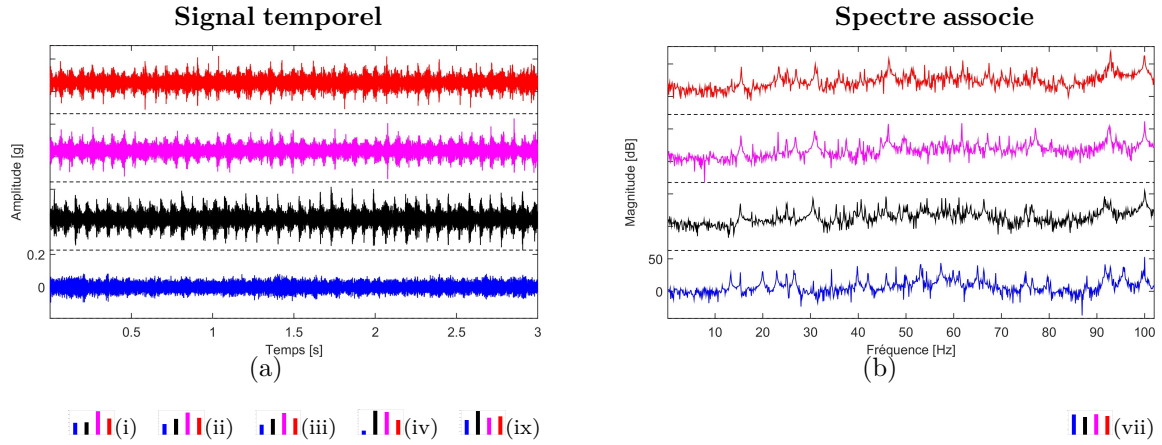 Signal temporel
Spectre associe
Amplitude [g]
0.2
0
0.5 1 1.5 2 2.5 3
Temps [s]
(a)
Magnitude [dB]
50
0
10 20 30 40 50 60 70 80 90 100
Fréquence [Hz]
(b)
(i) (ii) (iii) (iv) (ix) (vii)